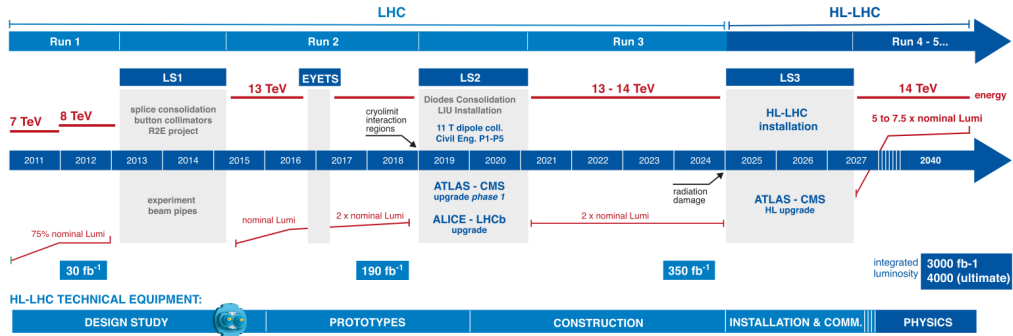 LHC
HL-LHC
Run 1
Run 2
Run 3
Run 4 - 5...
LS1
EYETS
LS2
LS3
7 TeV
8 TeV
13 TeV
13 - 14 TeV
14 TeV
energy
splice consolidation
button collimators
R2E project
cryolimit
interaction
regions
Diodes Consolidation
LIU Installation
11 T dipole coll.
Civil Eng. P1-P5
HL-LHC
installation
5 to 7.5 x nominal Lumi
2011
2012
2013
2014
2015
2016
2017
2018
2019
2020
2021
2022
2023
2024
2025
2026
2027
2040
experiment
beam pipes
ATLAS - CMS
upgrade phase 1
ALICE - LHCb
upgrade
radiation
damage
ATLAS - CMS
HL upgrade
75% nominal Lumi
nominal Lumi
2 x nominal Lumi
2 x nominal Lumi
30 fb-1
190 fb-1
350 fb-1
integrated
luminosity
3000 fb-1
4000 (ultimate)
HL-LHC TECHNICAL EQUIPMENT:
DESIGN STUDY
PROTOTYPES
CONSTRUCTION
INSTALLATION & COMM.
PHYSICS